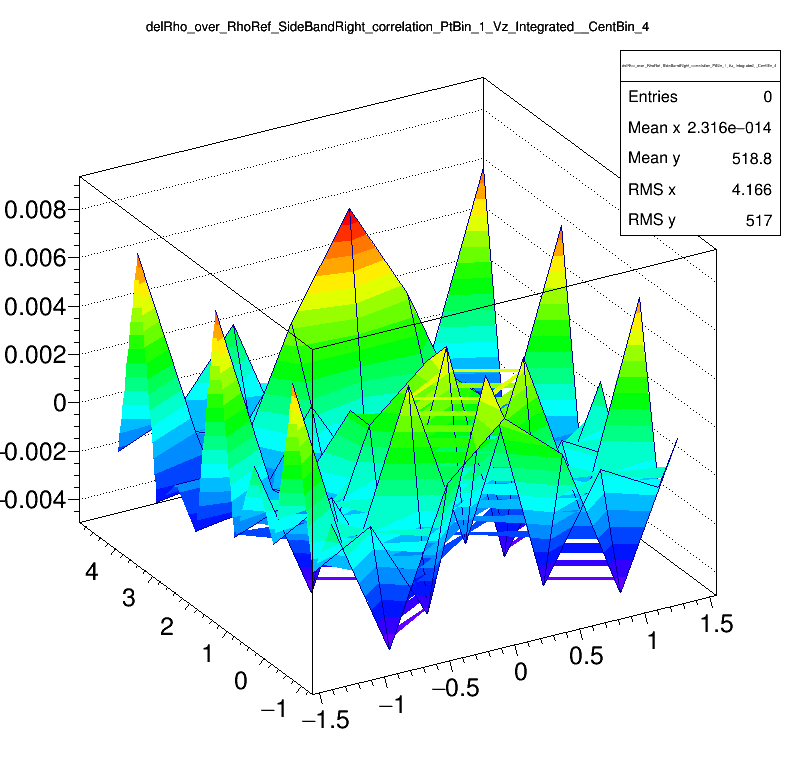 delRho_over_RhoRef_SideBandRight_correlation_PtBin_1_Vz_Integrated__CentBin_4
delRho_over_RhoRef_SideBandRight_correlation_PtBin_1_Vz_Integrated__CentBin_4
Entries 0
Mean x 2.316e−014
Mean y 518.8
RMS x 4.166
RMS y 517
0.008
0.006
0.004
0.002
0
−0.002
−0.004
4
3
2
1
0
−1
−1.5
−1
−0.5
0
0.5
1
1.5